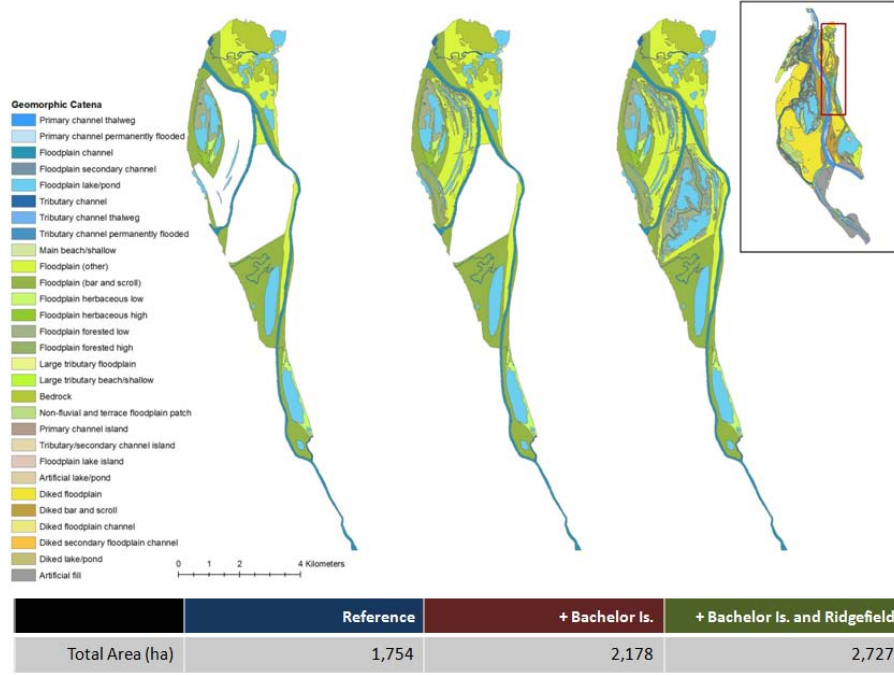 Geomorphic Catena
Primary channel thalweg
Primary channel permanently flooded
Floodplain channel
Floodplain secondary channel
Floodplain lake/pond
Tributary channel
Tributary channel thalweg
Tributary channel permanently flooded
Main beach/shallow
Floodplain (other)
Floodplain (bar and scroll)
Floodplain herbaceous low
Floodplain herbaceous high
Floodplain forested low
Floodplain forested high
Large tributary floodplain
Large tributary beach/shallow
Bedrock
Non-fluvial and terrace floodplain patch
Primary channel island
Tributary/secondary channel island
Floodplain lake island
Artificial lake/pond
Diked floodplain
Diked bar and scroll
Diked floodplain channel
Diked secondary floodplain channel
Diked lake/pond
Artificial fill
0 1 2 4 Kilometers
Reference + Bachelor Is. + Bachelor Is. and Ridgefield
Total Area (ha) 1,754 2,178 2,727